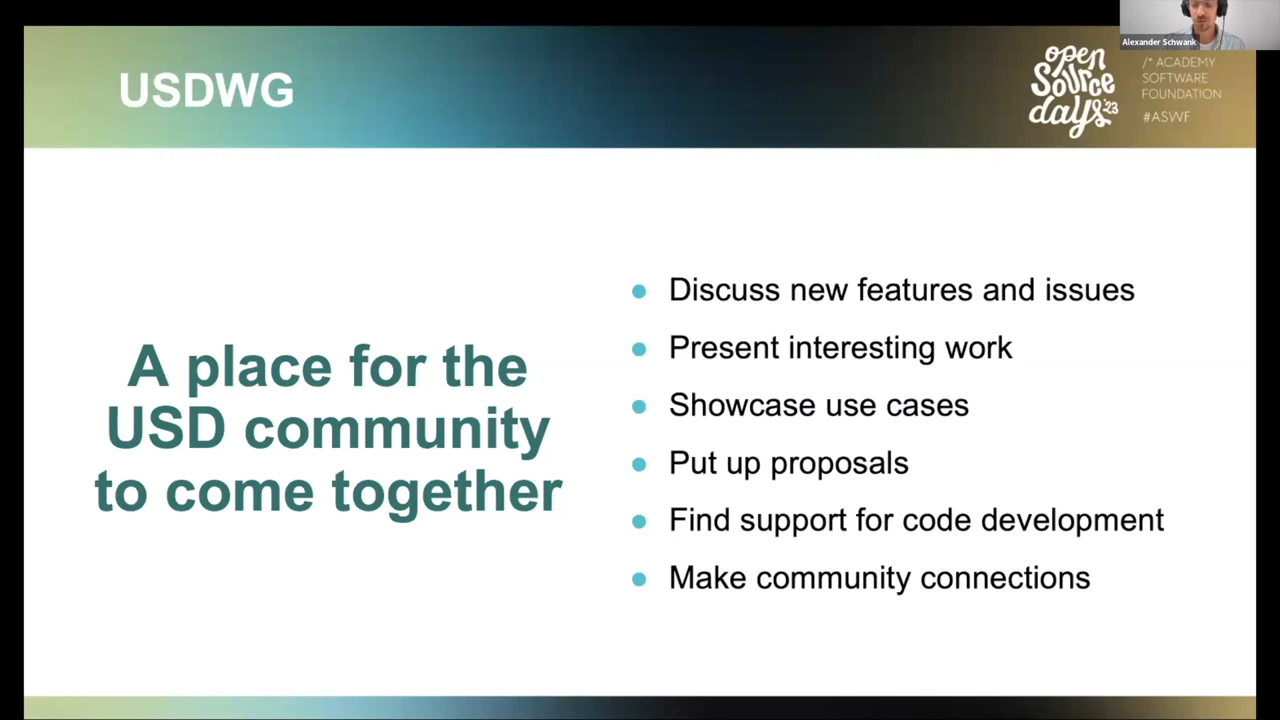 Alexander Schwank
USDWG
open
Source
days '23
/* ACADEMY
SOFTWARE
FOUNDATION
#ASWF
A place for the
USD community
to come together
• Discuss new features and issues
• Present interesting work
• Showcase use cases
• Put up proposals
• Find support for code development
• Make community connections